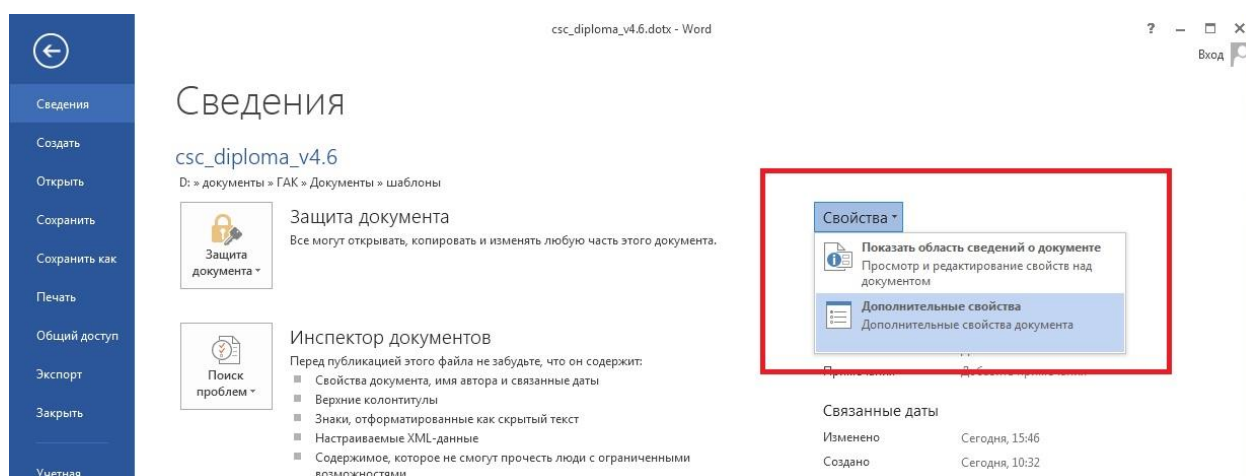 csc_diploma_v4.6.dotx - Word
?
Вход
Сведения
Создать
Открыть
Сохранить
Сохранить как
Печать
Общий доступ
Экспорт
Закрыть
Учетная
Сведения
csc_diploma_v4.6
D: » документы » ГАК » Документы » шаблоны
Защита
документа
Защита документа
Все могут открывать, копировать и изменять любую часть этого документа.
Поиск
проблем
Инспектор документов
Перед публикацией этого файла не забудьте, что он содержит:
Свойства документа, имя автора и связанные даты
Верхние колонтитулы
Знаки, отформатированные как скрытый текст
Настраиваемые XML-данные
Содержимое, которое не смогут прочесть люди с ограниченными
возможностями
Свойства
Показать область сведений о документе
Просмотр и редактирование свойств над
документом
Дополнительные свойства
Дополнительные свойства документа
Связанные даты
Изменено Сегодня, 15:46
Создано Сегодня, 10:32